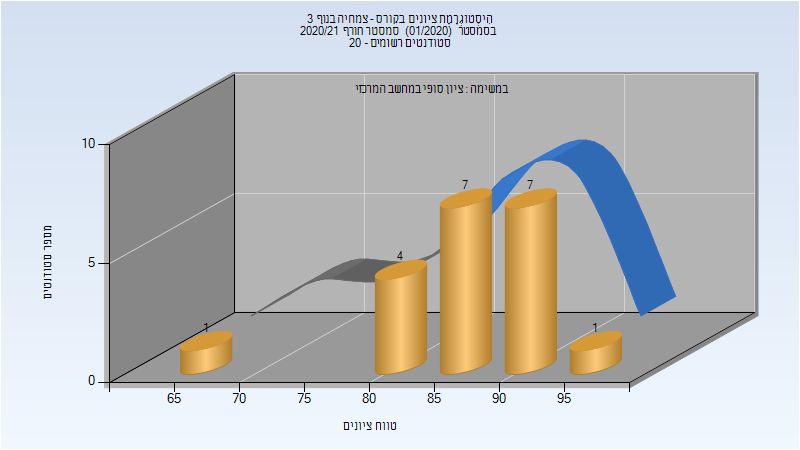 היסטוגרמת ציונים בקורס - צמחיה בנוף 3
בסמסטר (01/2020) סמסטר חורף 2020/21
סטודנטים רשומים - 20
במשימה : ציון סופי במחשב המרכזי
מספר סטודנטים
10
5
0
1
4
7
7
1
65
70
75
80
85
90
95
טווח ציונים